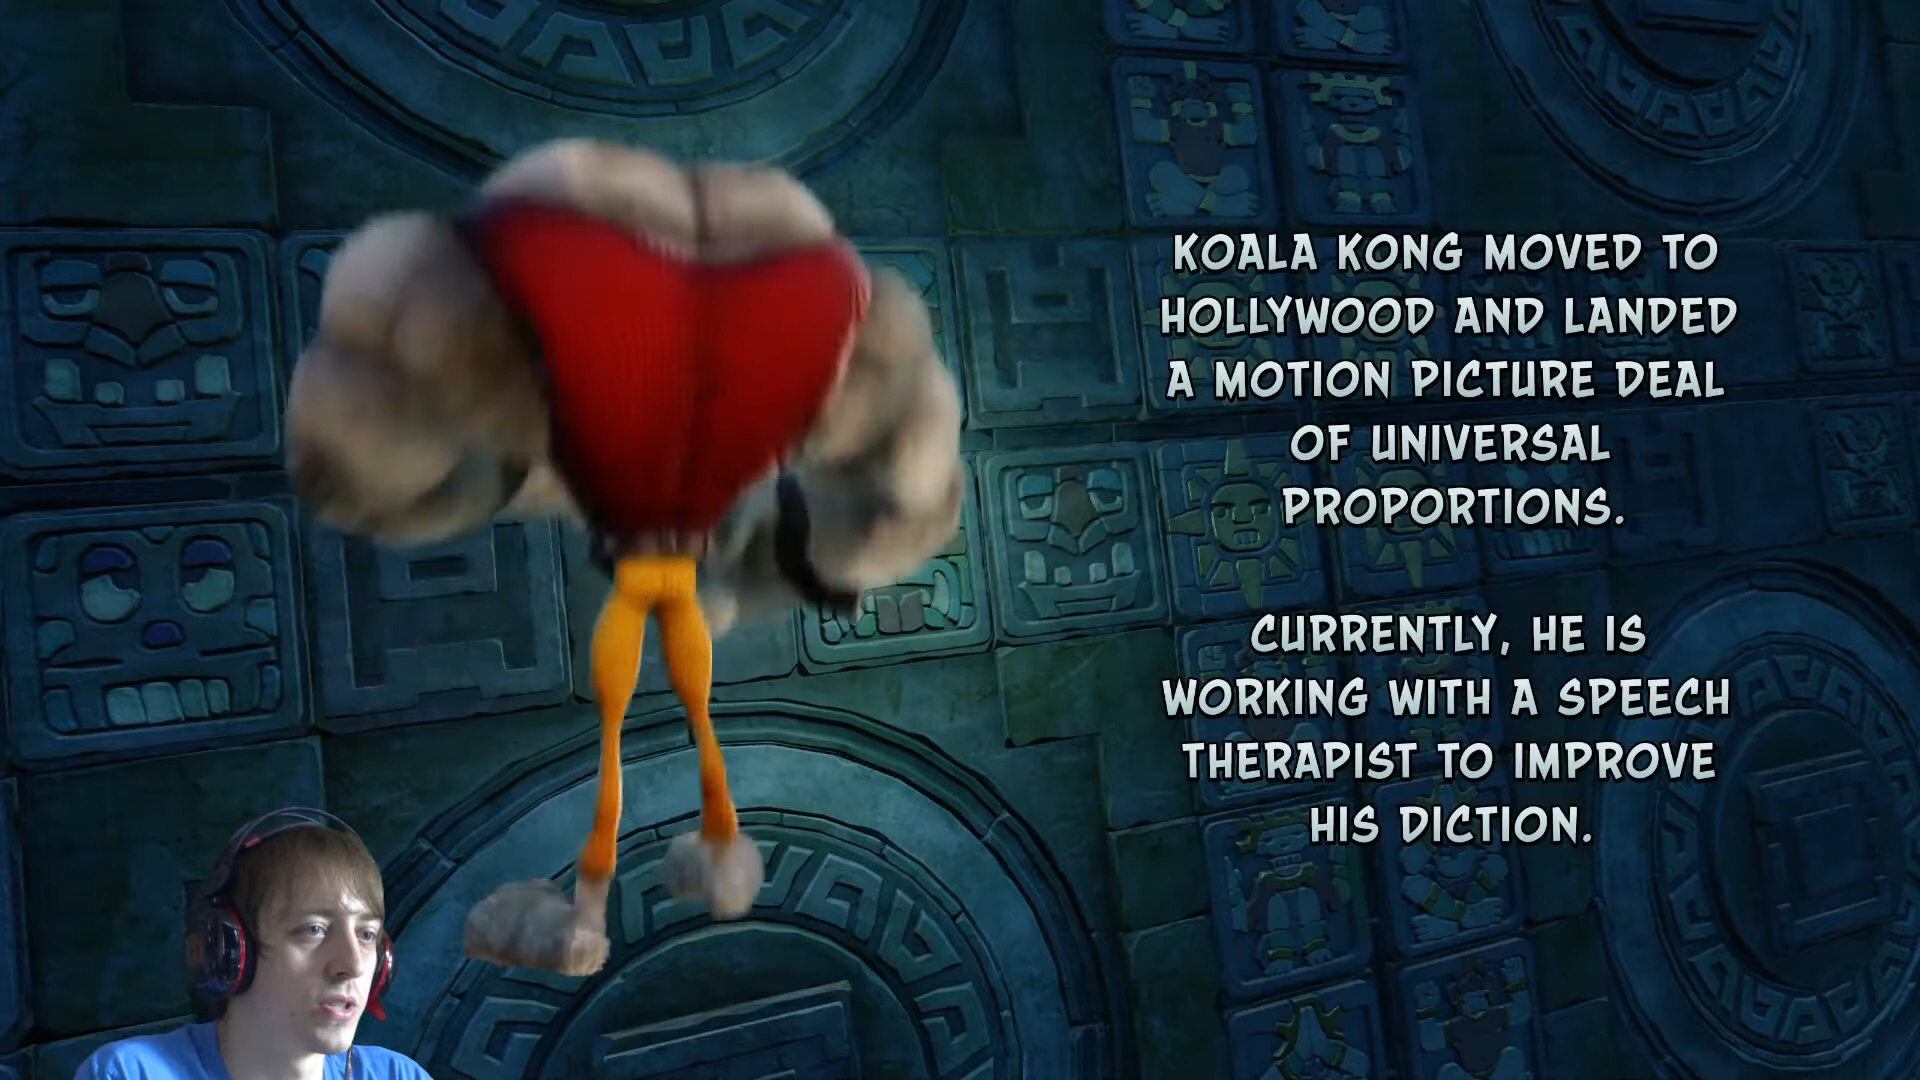 KOALA KONG MOVED TO
HOLLYWOOD AND LANDED
A MOTION PICTURE DEAL
OF UNIVERSAL
PROPORTIONS.
CURRENTLY, HE IS
WORKING WITH A SPEECH
THERAPIST TO IMPROVE
HIS DICTION.